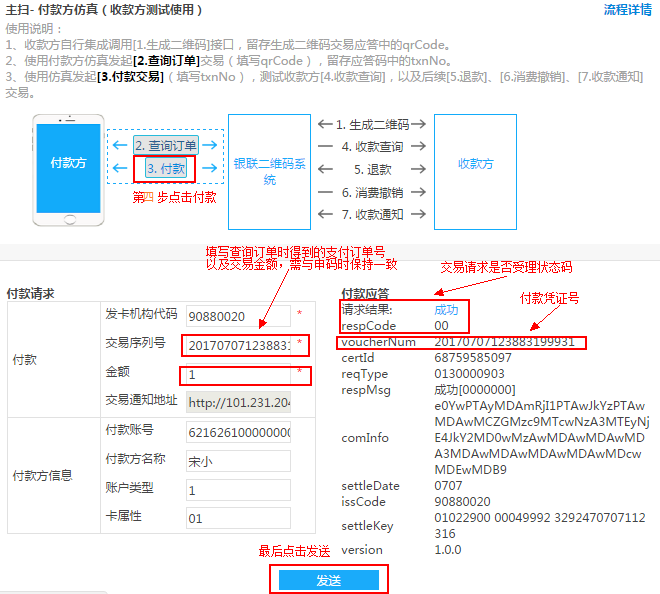 主扫- 付款方仿真（收款方测试使用）
流程详情
使用说明：
1、收款方自行集成调用[1.生成二维码]接口，留存生成二维码交易应答中的qrCode。
2、使用付款方仿真发起[2.查询订单]交易（填写qrCode），留存应答码中的txnNo。
3、使用仿真发起[3.付款交易]（填写txnNo），测试收款方[4.收款查询]，以及后续[5.退款]、[6.消费撤销]、[7.收款通知]
交易。
付款方
2. 查询订单
3. 付款
第四 步点击付款
银联二维码系
统
1. 生成二维码
4. 收款查询
5. 退款
6. 消费撤销
7. 收款通知
收款方
填写查询订单时得到的支付订单号
以及交易金额，需与申码时保持一致
交易请求是否受理状态码
付款凭证号
付款请求
付款
发卡机构代码 90880020 *
交易序列号 201707071238831 *
金额 1 *
交易通知地址 http://101.231.204
付款方信息
付款账号 621626100000000
付款方名称 宋小
账户类型 1
卡属性 01
付款应答
请求结果: 成功
respCode 00
voucherNum 20170707123883199931
certId 68759585097
reqType 0130000903
respMsg 成功[0000000]
comInfo
e0YwPTAyMDAmRjI1PTAwJkYzPTAw
MDAwMCZGMzc9MTcwNzA3MTEyNj
E4JkY2MD0wMzAwMDAwMDAwMD
A3MDAwMDAwMDAwMDAwMDcw
MDEwMDB9
settleDate 0707
issCode 90880020
settleKey
01022900 00049992 3292470707112
316
version 1.0.0
最后点击发送
发送